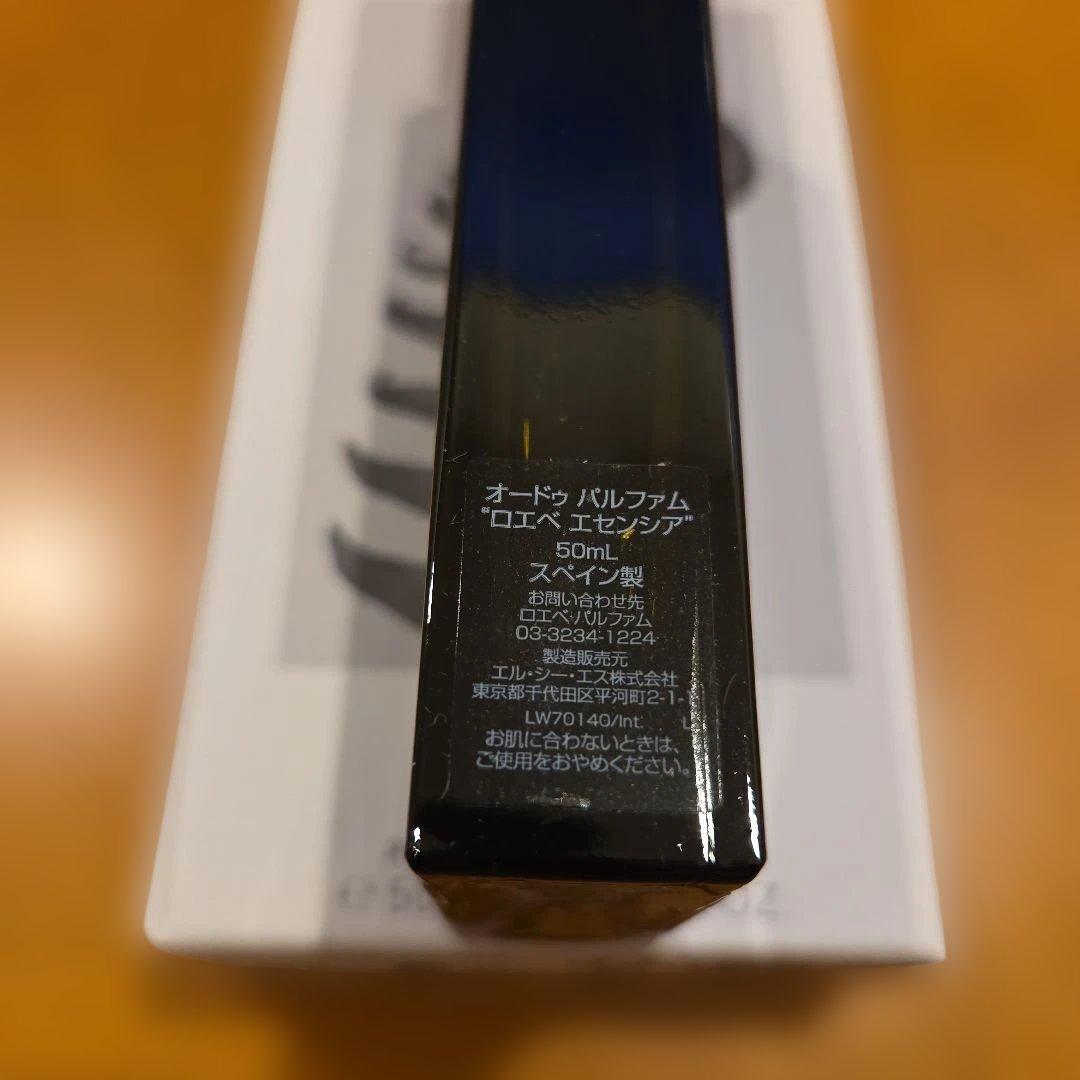 オードゥ パルファム
"ロエベ エセンシア"
50mL
スペイン製
お問い合わせ先
ロエベ・パルファム
03-3234-1224
製造販売元
エル・シー・エス株式会社
東京都千代田区平河町2-1-1
LW70140/Int. L
お肌に合わないときは、
ご使用をおやめください。